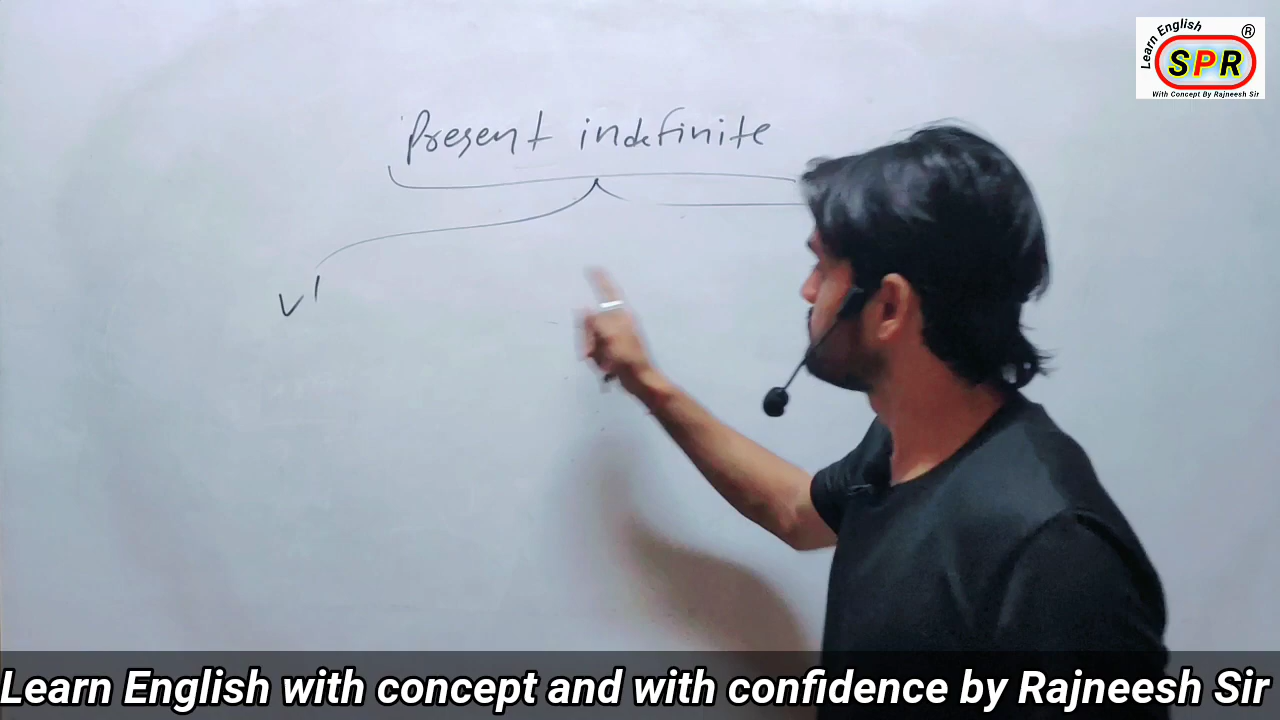 Learn English
®
SPR
With Concept By Rajneesh Sir
Present indefinite
V¹
Learn English with concept and with confidence by Rajneesh Sir